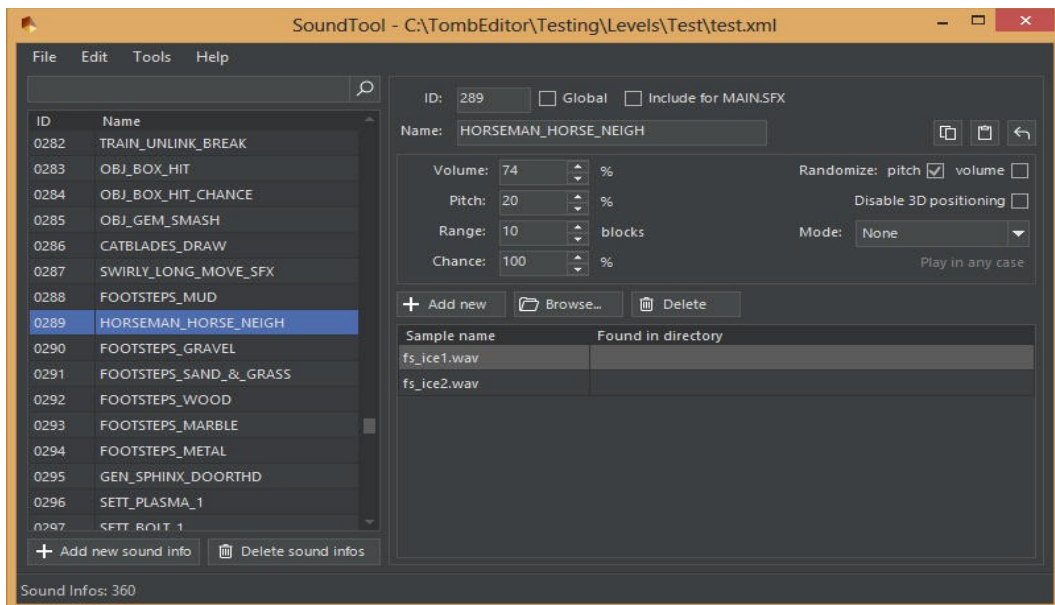 SoundTool - C:\TombEditor\Testing\Levels\Test\test.xml
File Edit Tools Help
ID Name
0282 TRAIN_UNLINK_BREAK
0283 OBJ_BOX_HIT
0284 OBJ_BOX_HIT_CHANCE
0285 OBJ_GEM_SMASH
0286 CATBLADES_DRAW
0287 SWIRLY_LONG_MOVE_SFX
0288 FOOTSTEPS_MUD
0289 HORSEMAN_HORSE_NEIGH
0290 FOOTSTEPS_GRAVEL
0291 FOOTSTEPS_SAND_&_GRASS
0292 FOOTSTEPS_WOOD
0293 FOOTSTEPS_MARBLE
0294 FOOTSTEPS_METAL
0295 GEN_SPHINX_DOORTHD
0296 SETT_PLASMA_1
0297 SETT_BOLT_1
Add new sound info Delete sound infos
ID: 289 Global Include for MAIN.SFX
Name: HORSEMAN_HORSE_NEIGH
Volume: 74 % Randomize: pitch volume
Pitch: 20 % Disable 3D positioning
Range: 10 blocks Mode: None
Chance: 100 % Play in any case
Add new Browse... Delete
Sample name Found in directory
fs_ice1.wav
fs_ice2.wav
Sound Infos: 360